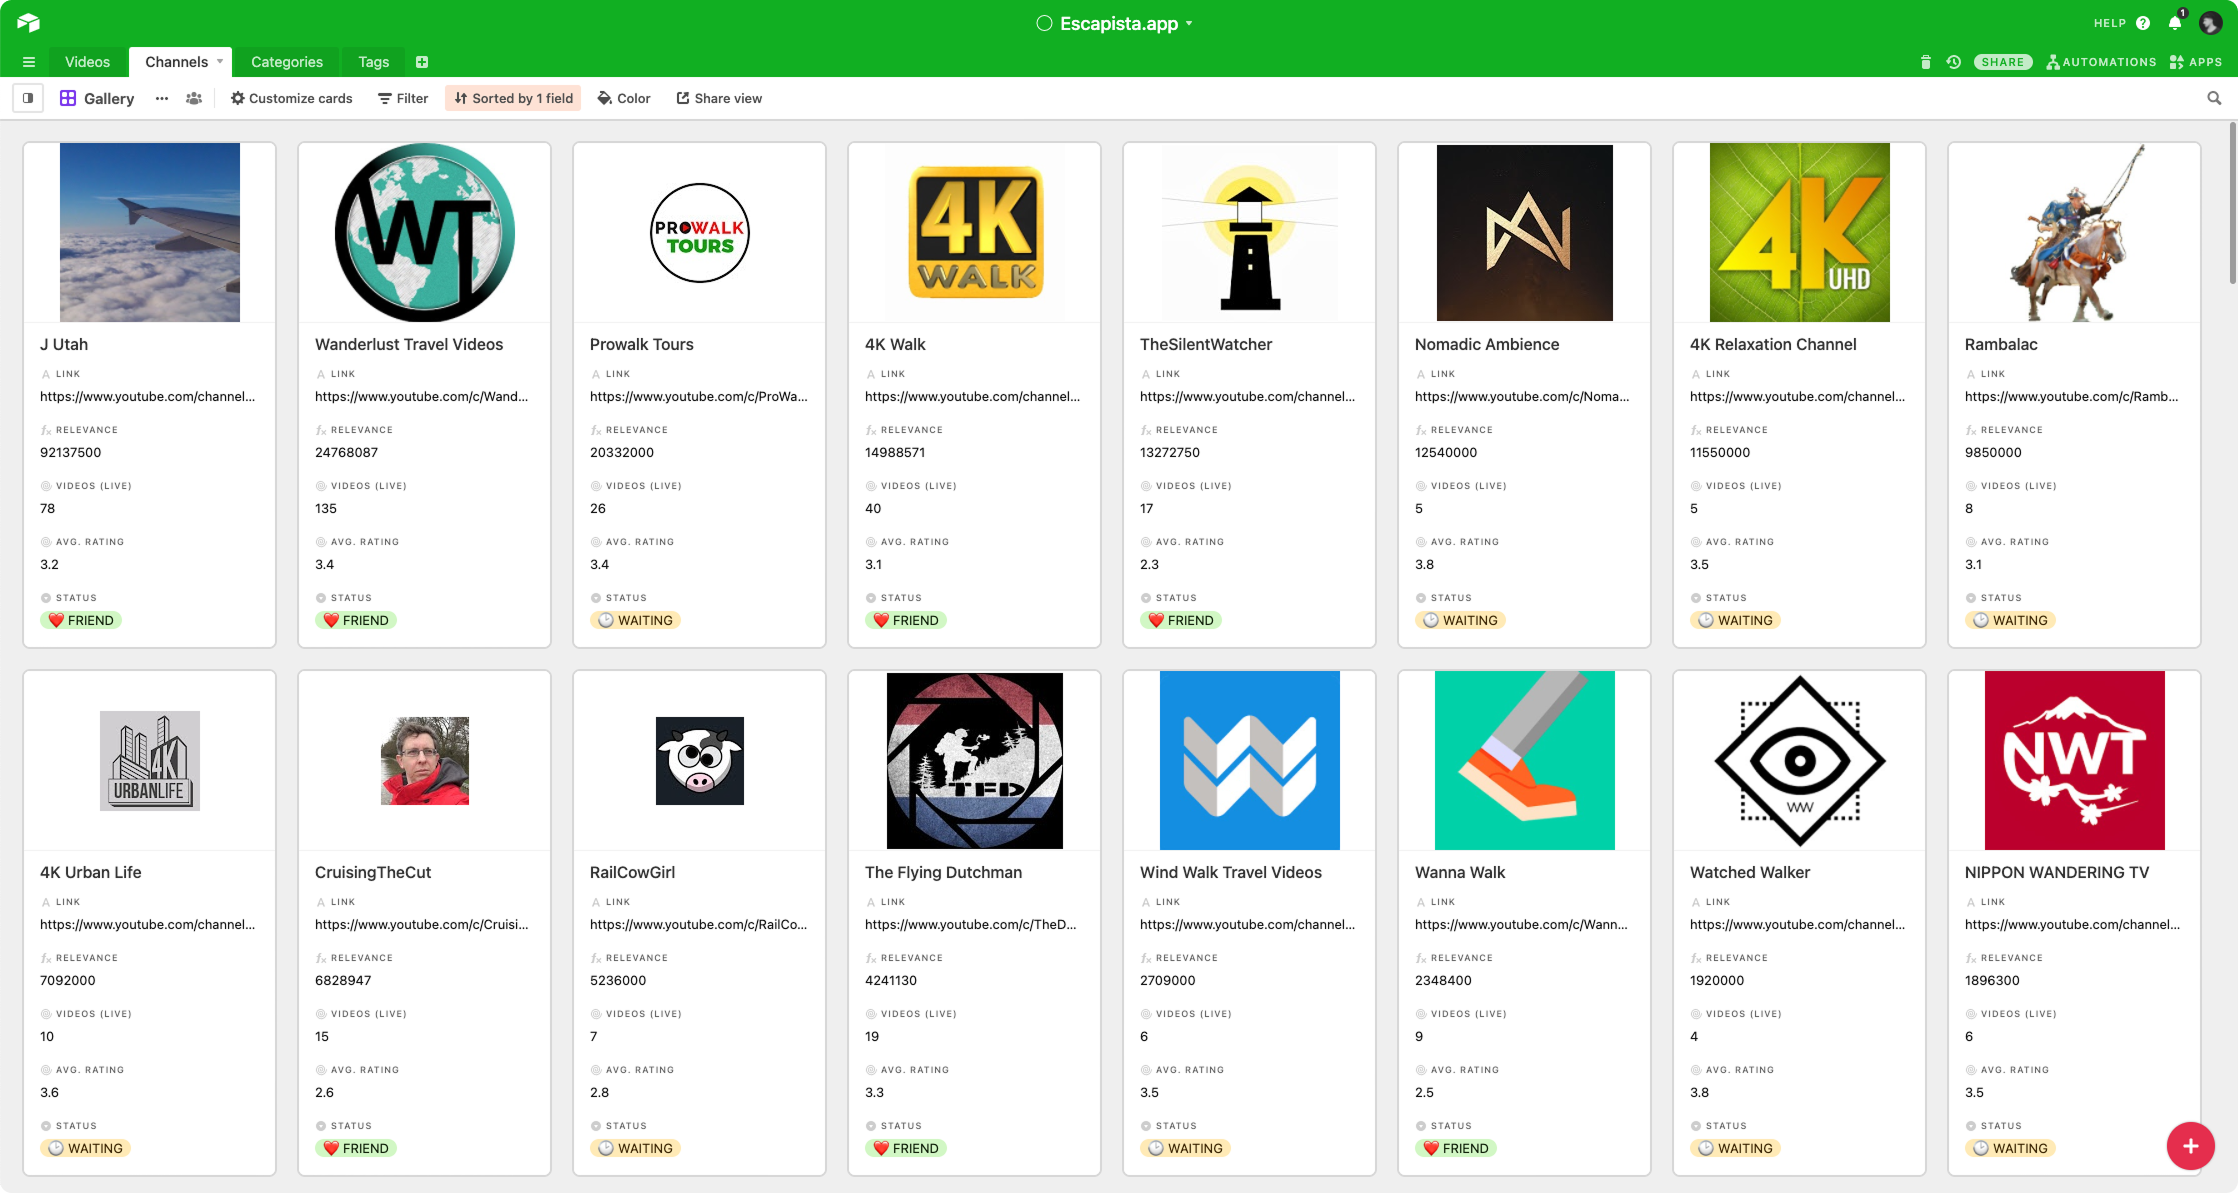 Escapista.app
HELP
1
Videos
Channels
Categories
Tags
SHARE
AUTOMATIONS
APPS
Gallery
Customize cards
Filter
Sorted by 1 field
Color
Share view
WT
PROWALK
TOURS
4K
WALK
4K
UHD
J Utah
Wanderlust Travel Videos
Prowalk Tours
4K Walk
TheSilentWatcher
Nomadic Ambience
4K Relaxation Channel
Rambalac
LINK
LINK
LINK
LINK
LINK
LINK
LINK
LINK
https://www.youtube.com/channel...
https://www.youtube.com/c/Wand...
https://www.youtube.com/c/ProWa...
https://www.youtube.com/channel...
https://www.youtube.com/channel...
https://www.youtube.com/c/Noma...
https://www.youtube.com/channel...
https://www.youtube.com/c/Ramb...
RELEVANCE
RELEVANCE
RELEVANCE
RELEVANCE
RELEVANCE
RELEVANCE
RELEVANCE
RELEVANCE
92137500
24768087
20332000
14988571
13272750
12540000
11550000
9850000
VIDEOS (LIVE)
VIDEOS (LIVE)
VIDEOS (LIVE)
VIDEOS (LIVE)
VIDEOS (LIVE)
VIDEOS (LIVE)
VIDEOS (LIVE)
VIDEOS (LIVE)
78
135
26
40
17
5
5
8
AVG. RATING
AVG. RATING
AVG. RATING
AVG. RATING
AVG. RATING
AVG. RATING
AVG. RATING
AVG. RATING
3.2
3.4
3.4
3.1
2.3
3.8
3.5
3.1
STATUS
STATUS
STATUS
STATUS
STATUS
STATUS
STATUS
STATUS
❤️ FRIEND
❤️ FRIEND
🕑 WAITING
❤️ FRIEND
❤️ FRIEND
🕑 WAITING
🕑 WAITING
🕑 WAITING
4K
URBANLIFE
TFD
WW
NWT
4K Urban Life
CruisingTheCut
RailCowGirl
The Flying Dutchman
Wind Walk Travel Videos
Wanna Walk
Watched Walker
NIPPON WANDERING TV
LINK
LINK
LINK
LINK
LINK
LINK
LINK
LINK
https://www.youtube.com/channel...
https://www.youtube.com/c/Cruisi...
https://www.youtube.com/c/RailCo...
https://www.youtube.com/c/TheD...
https://www.youtube.com/channel...
https://www.youtube.com/c/Wann...
https://www.youtube.com/channel...
https://www.youtube.com/channel...
RELEVANCE
RELEVANCE
RELEVANCE
RELEVANCE
RELEVANCE
RELEVANCE
RELEVANCE
RELEVANCE
7092000
6828947
5236000
4241130
2709000
2348400
1920000
1896300
VIDEOS (LIVE)
VIDEOS (LIVE)
VIDEOS (LIVE)
VIDEOS (LIVE)
VIDEOS (LIVE)
VIDEOS (LIVE)
VIDEOS (LIVE)
VIDEOS (LIVE)
10
15
7
19
6
9
4
6
AVG. RATING
AVG. RATING
AVG. RATING
AVG. RATING
AVG. RATING
AVG. RATING
AVG. RATING
AVG. RATING
3.6
2.6
2.8
3.3
3.5
2.5
3.8
3.5
STATUS
STATUS
STATUS
STATUS
STATUS
STATUS
STATUS
STATUS
🕑 WAITING
❤️ FRIEND
🕑 WAITING
❤️ FRIEND
🕑 WAITING
❤️ FRIEND
🕑 WAITING
🕑 WAITING